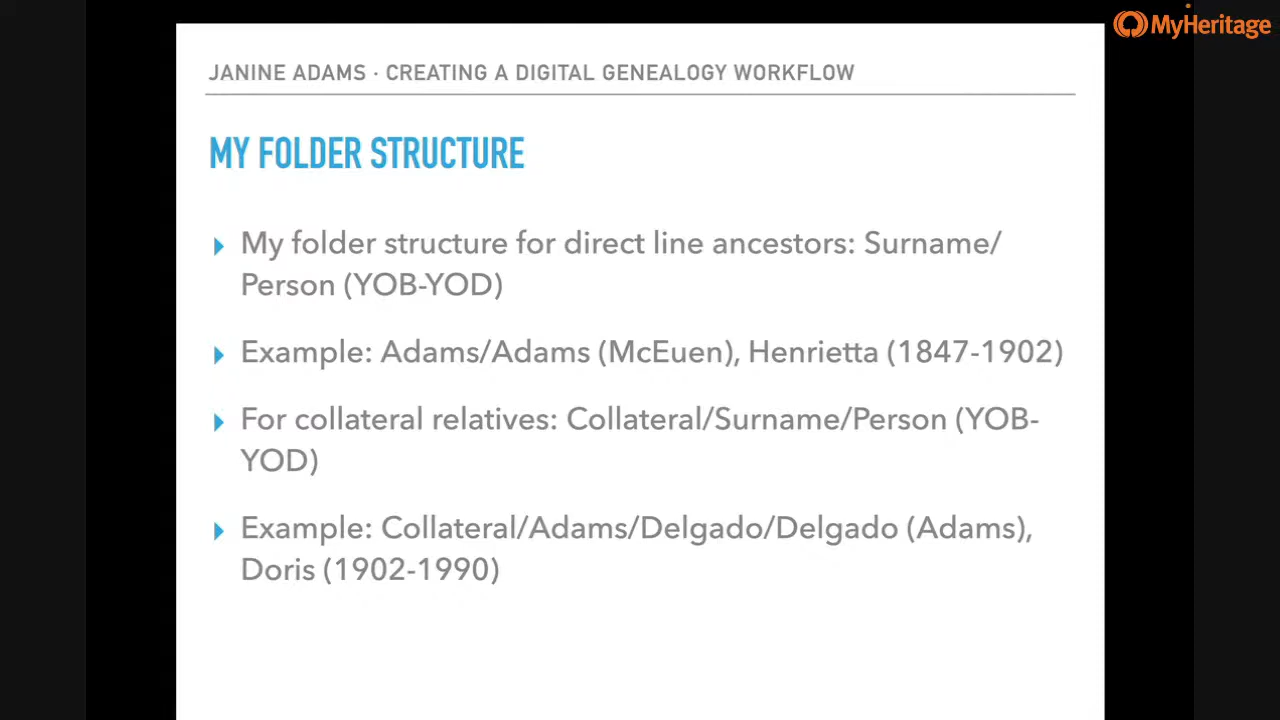 MyHeritage
JANINE ADAMS · CREATING A DIGITAL GENEALOGY WORKFLOW
MY FOLDER STRUCTURE
My folder structure for direct line ancestors: Surname/
Person (YOB-YOD)
Example: Adams/Adams (McEuen), Henrietta (1847-1902)
For collateral relatives: Collateral/Surname/Person (YOB-
YOD)
Example: Collateral/Adams/Delgado/Delgado (Adams),
Doris (1902-1990)